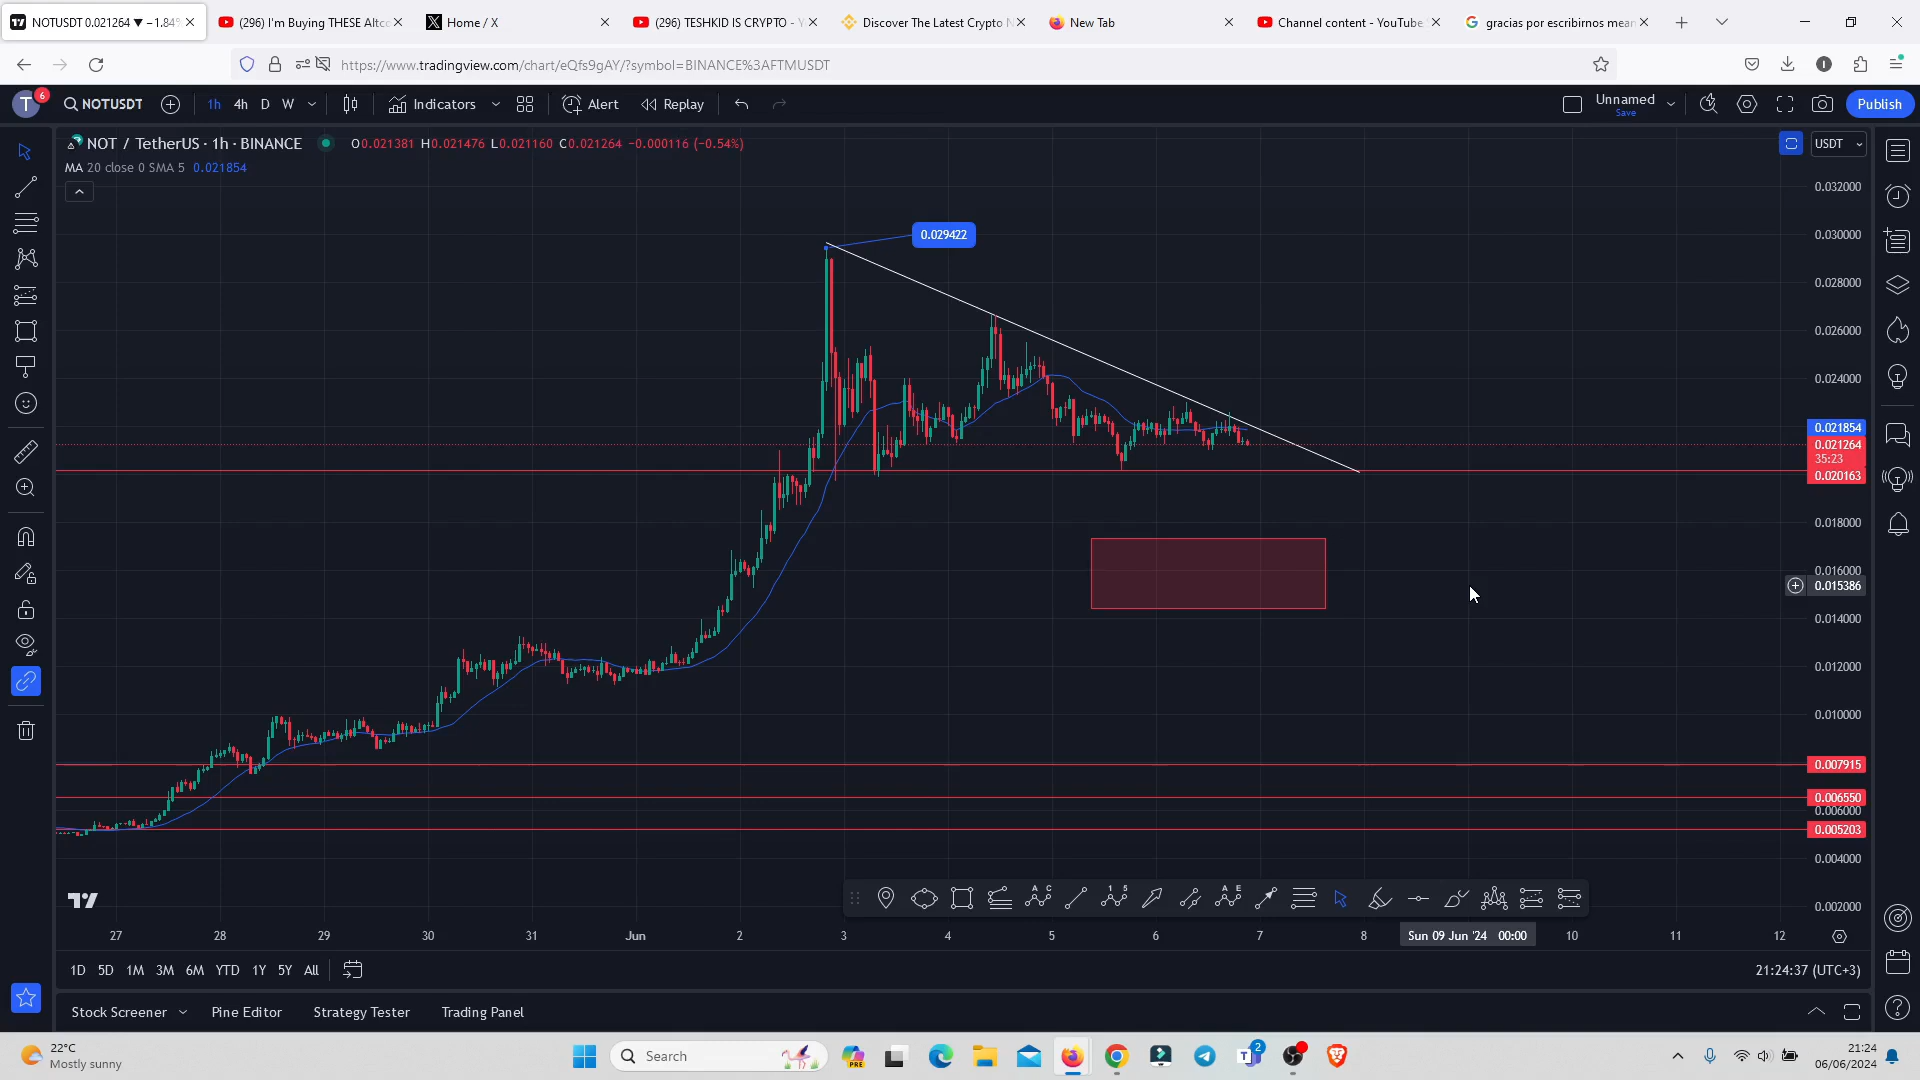 NOTUSDT 0.021264 ▼ −1.84%
(296) I'm Buying THESE Altco
Home / X
(296) TESHKID IS CRYPTO - Y
Discover The Latest Crypto N
New Tab
Channel content - YouTube
gracias por escribirnos mean
https://www.tradingview.com/chart/eQfs9gAY/?symbol=BINANCE%3AFTMUSDT
T 6 NOTUSDT 1h 4h D W Indicators Alert Replay Unnamed Save Publish
NOT / TetherUS · 1h · BINANCE O0.021381 H0.021476 L0.021160 C0.021264 −0.000116 (−0.54%)
USDT
MA 20 close 0 SMA 5 0.021854
0.032000
0.029422
0.030000
0.028000
0.026000
0.024000
0.021854
0.021264
35:23
0.020163
0.018000
0.016000
0.015386
0.014000
0.012000
0.010000
0.007915
0.006550
0.006000
0.005203
0.004000
0.002000
27 28 29 30 31 Jun 2 3 4 5 6 7 8 Sun 09 Jun '24 00:00 10 11 12
1D 5D 1M 3M 6M YTD 1Y 5Y All 21:24:37 (UTC+3)
Stock Screener Pine Editor Strategy Tester Trading Panel
22°C
Mostly sunny
Search
PRE
2
21:24
06/06/2024